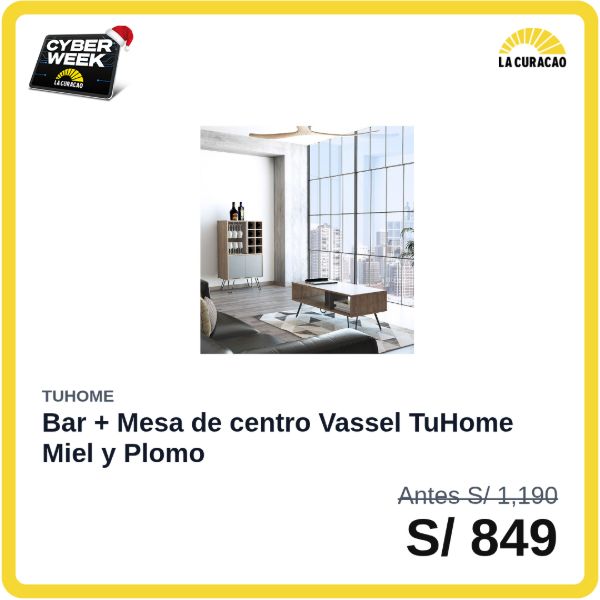 CYBER
WEEK
LA CURACAO
LA CURACAO
TUHOME
Bar + Mesa de centro Vassel TuHome
Miel y Plomo
Antes S/ 1,190
S/ 849